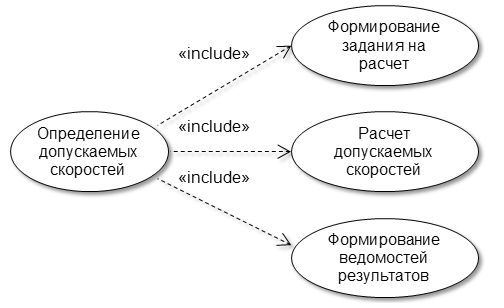 Формирование
задания на
расчет
«include»
«include»
Определение
допускаемых
скоростей
Расчет
допускаемых
скоростей
«include»
Формирование
ведомостей
результатов